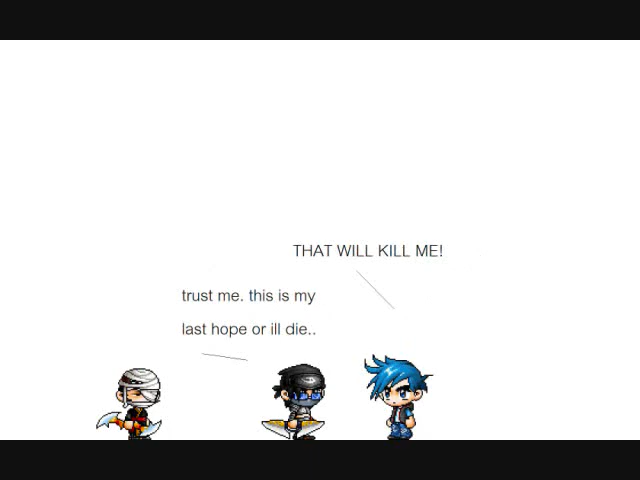 THAT WILL KILL ME!
trust me. this is my
last hope or ill die..